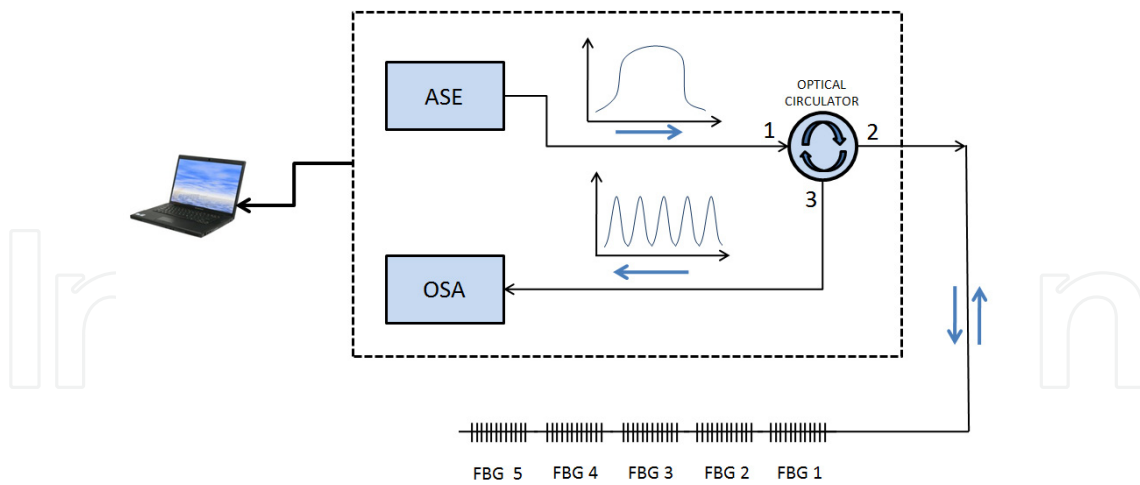 ASE
OPTICAL
CIRCULATOR
1
2
3
OSA
FBG 5
FBG 4
FBG 3
FBG 2
FBG 1